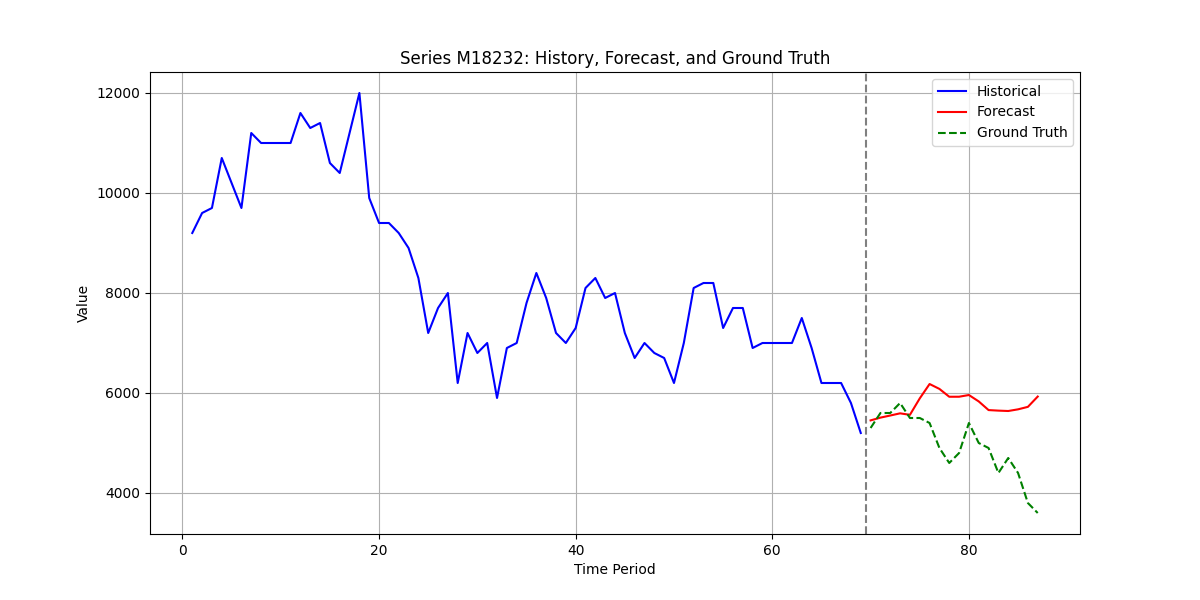 Series M18232: History, Forecast, and Ground Truth
Historical
Forecast
Ground Truth
12000
10000
8000
6000
4000
Value
0 20 40 60 80
Time Period